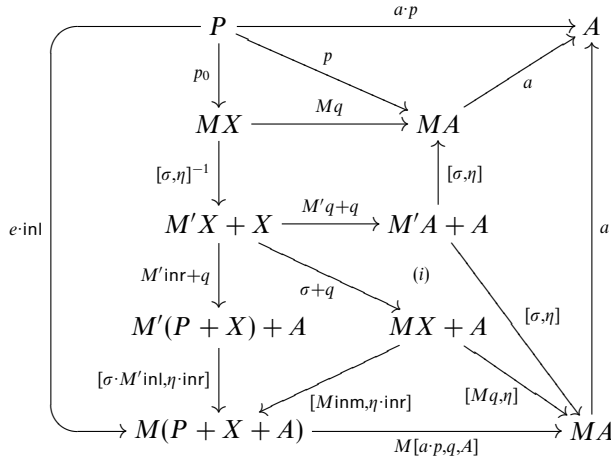 P a·p A
p₀ p a
MX Mq MA
[σ,η]⁻¹ [σ,η]
e·inl M′X + X M′q+q M′A + A a
M′inr+q σ+q (i) [σ,η]
M′(P + X) + A MX + A
[σ·M′inl,η·inr] [Minm,η·inr] [Mq,η]
M(P + X + A) M[a·p,q,A] MA